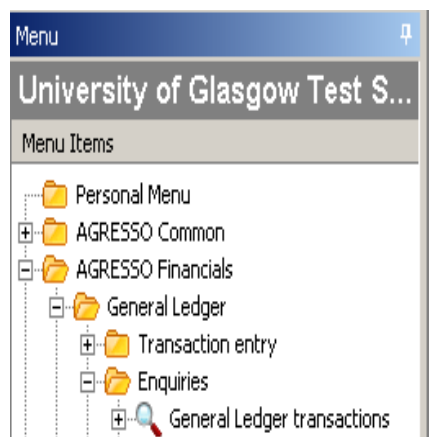 Menu
University of Glasgow Test S...
Menu Items
Personal Menu
AGRESSO Common
AGRESSO Financials
General Ledger
Transaction entry
Enquiries
General Ledger transactions